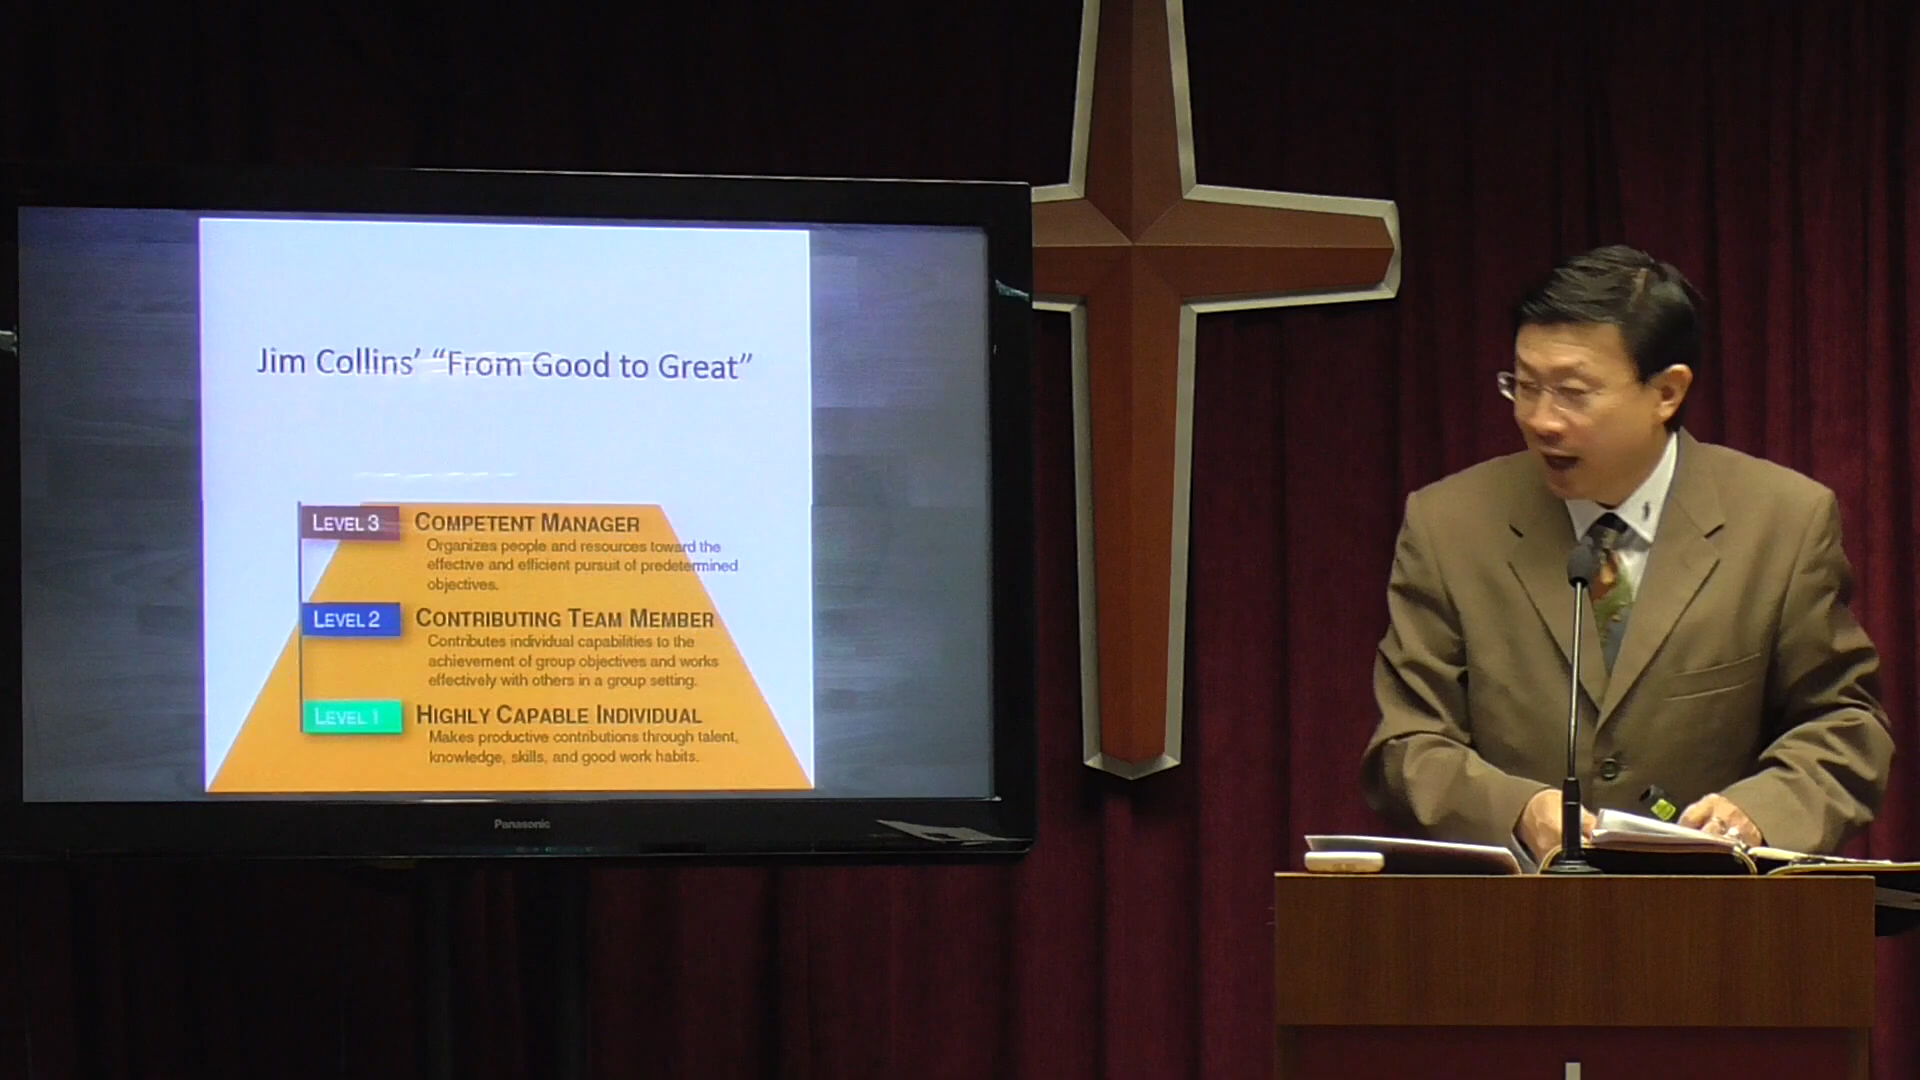 Jim Collins’ “From Good to Great”
LEVEL 3 COMPETENT MANAGER
Organizes people and resources toward the
effective and efficient pursuit of predetermined
objectives.
LEVEL 2 CONTRIBUTING TEAM MEMBER
Contributes individual capabilities to the
achievement of group objectives and works
effectively with others in a group setting.
LEVEL 1 HIGHLY CAPABLE INDIVIDUAL
Makes productive contributions through talent,
knowledge, skills, and good work habits.
Panasonic